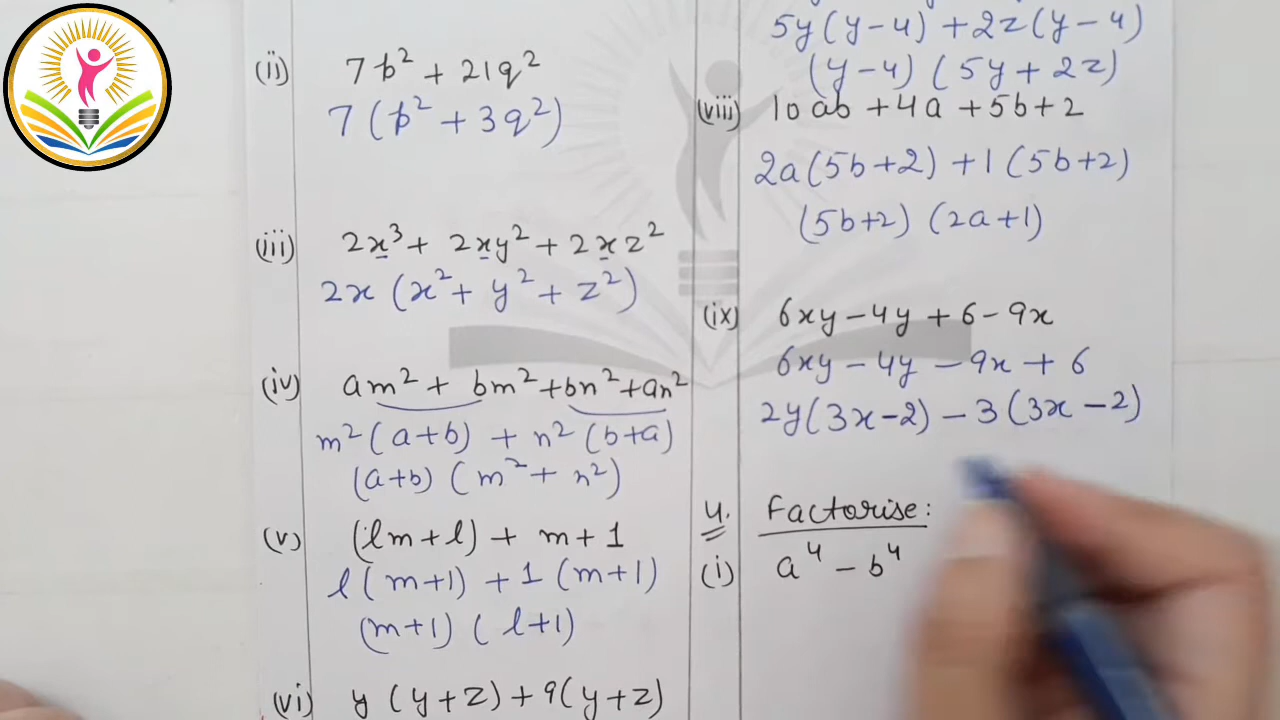 (ii) 7p² + 21q²
7 (p² + 3q²)
(iii) 2x³ + 2xy² + 2xz²
2x (x² + y² + z²)
(iv) am² + bm² + bn² + an²
m² (a+b) + n² (b+a)
(a+b) (m² + n²)
(v) (lm + l) + m + 1
l (m+1) + 1 (m+1)
(m+1) (l+1)
(vi) y (y+z) + 9(y+z)
5y (y-4) + 2z (y-4)
(y-4) (5y + 2z)
(viii) 10ab + 4a + 5b + 2
2a (5b+2) + 1 (5b+2)
(5b+2) (2a+1)
(ix) 6xy - 4y + 6 - 9x
6xy - 4y - 9x + 6
2y (3x-2) - 3 (3x-2)
4. Factorise:
(i) a⁴ - b⁴